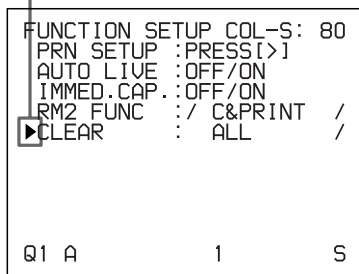 FUNCTION SETUP COL-S: 80
PRN SETUP :PRESS[>]
AUTO LIVE :OFF/ON
IMMED.CAP.:OFF/ON
RM2 FUNC :/ C&PRINT /
▶CLEAR : ALL /
Q1 A 1 S